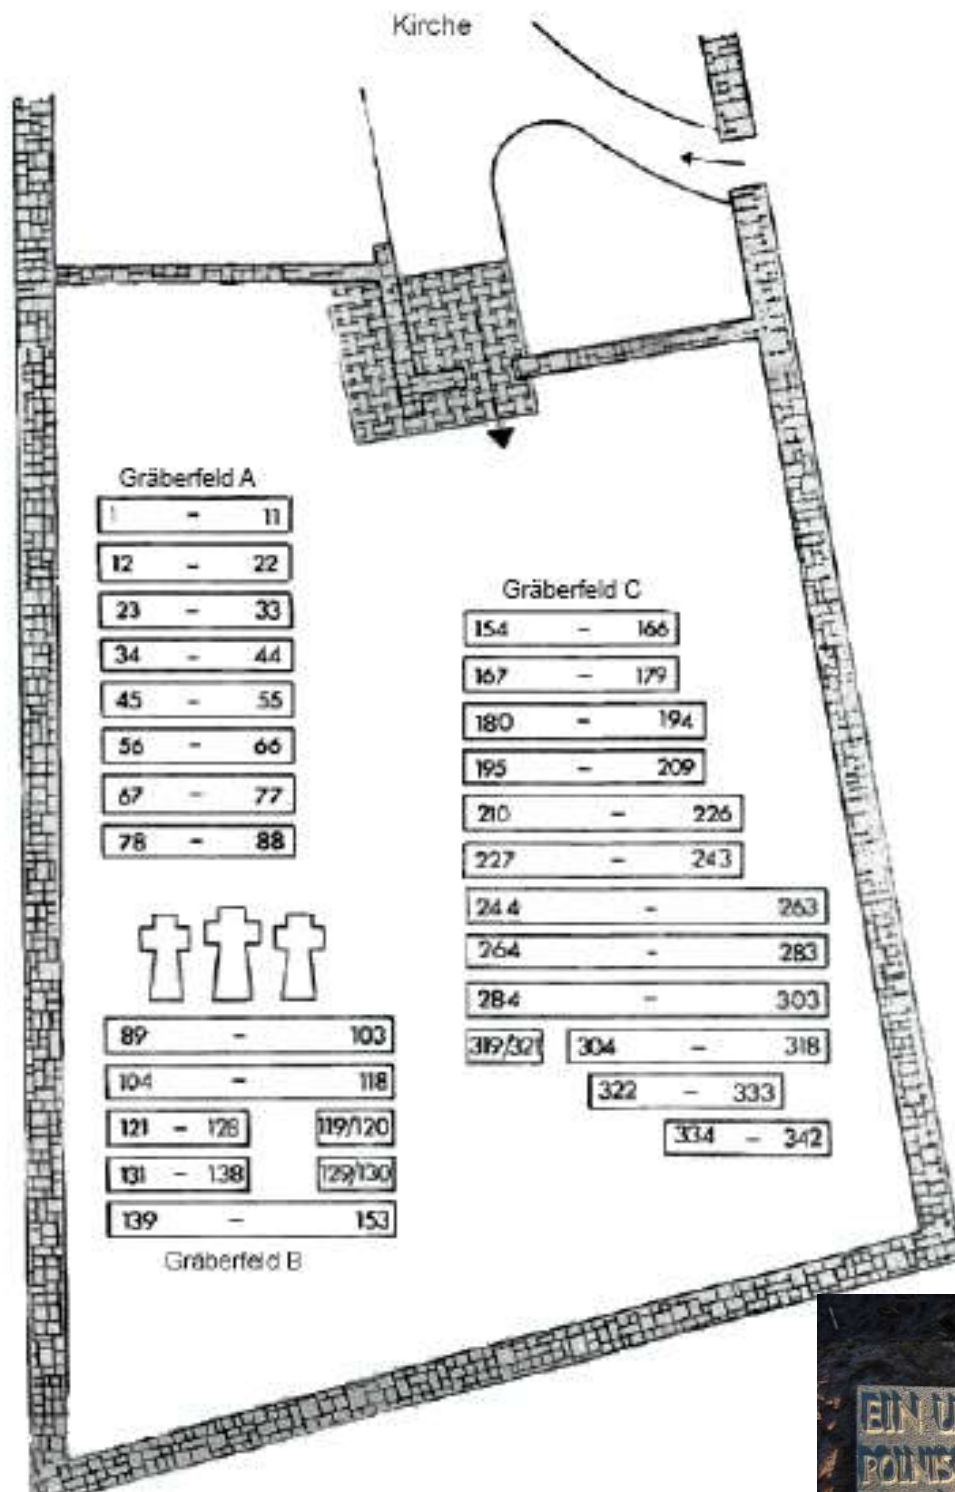 Kirche
Gräberfeld A
1 - 11
12 - 22
23 - 33
34 - 44
45 - 55
56 - 66
67 - 77
78 - 88
89 - 103
104 - 118
121 - 128 119/120
131 - 138 129/130
139 - 153
Gräberfeld B
Gräberfeld C
154 - 166
167 - 179
180 - 194
195 - 209
210 - 226
227 - 243
244 - 263
264 - 283
284 - 303
319/321 304 - 318
322 - 333
334 - 342
EIN